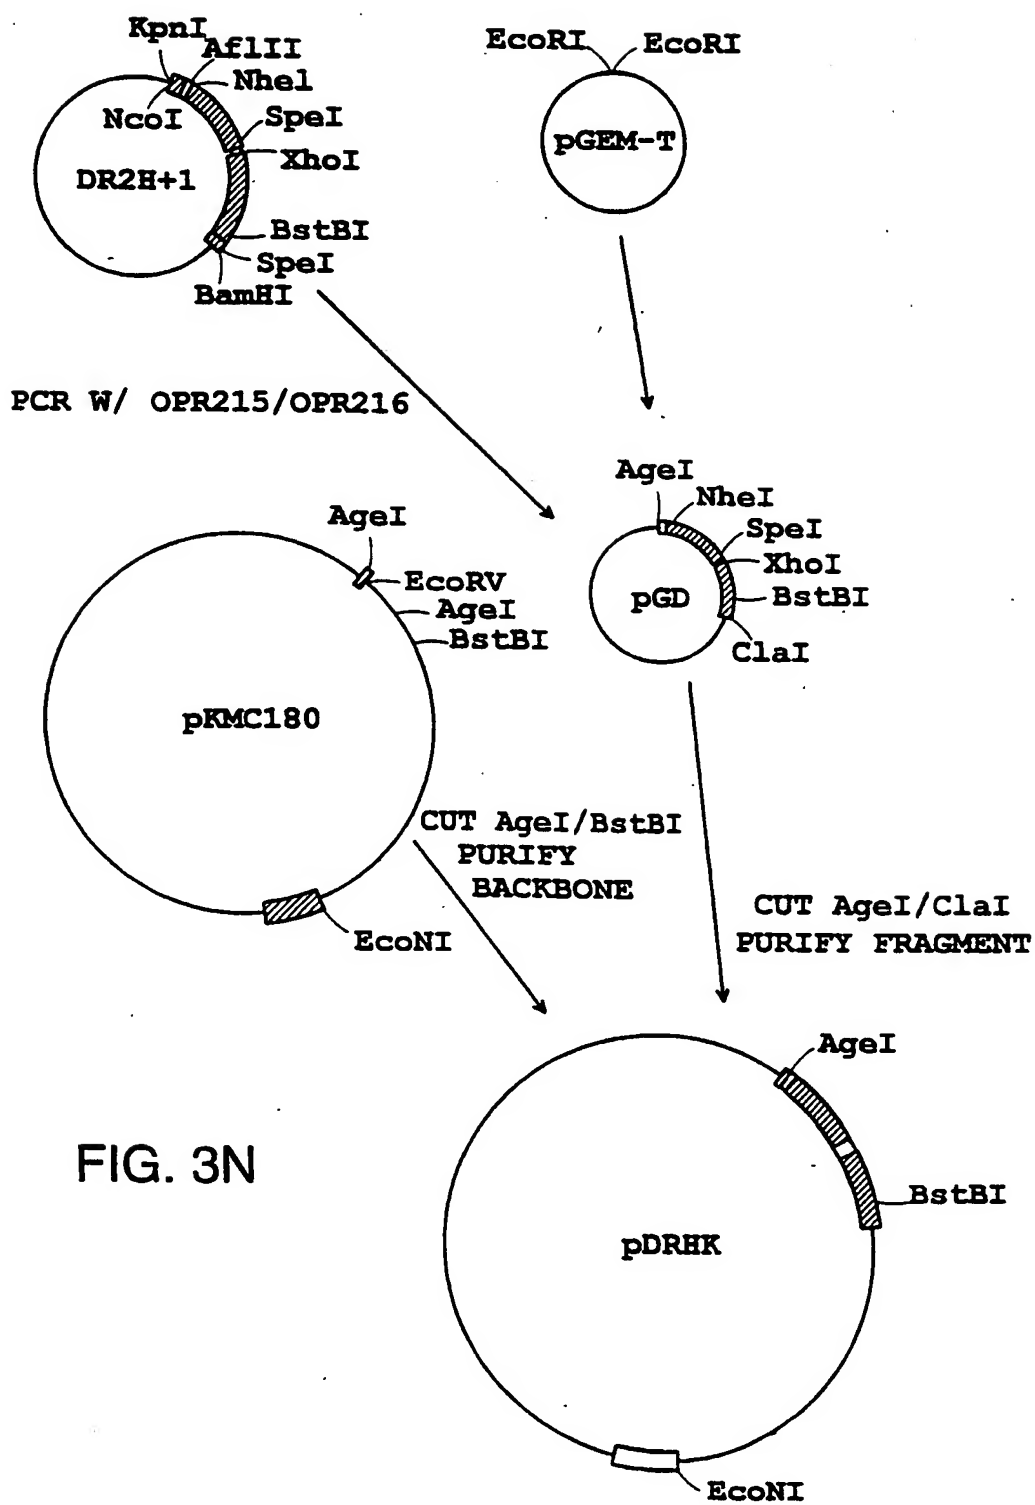 KpnI
AflII
Nhel
NcoI
SpeI
XhoI
DR2H+1
BstBI
SpeI
BamHI
EcoRI
EcoRI
pGEM-T
PCR W/ OPR215/OPR216
AgeI
NheI
SpeI
XhoI
pGD
BstBI
ClaI
AgeI
EcoRV
AgeI
BstBI
pKMC180
EcoNI
CUT AgeI/BstBI
PURIFY
BACKBONE
CUT AgeI/ClaI
PURIFY FRAGMENT
AgeI
BstBI
pDRHK
EcoNI
FIG. 3N